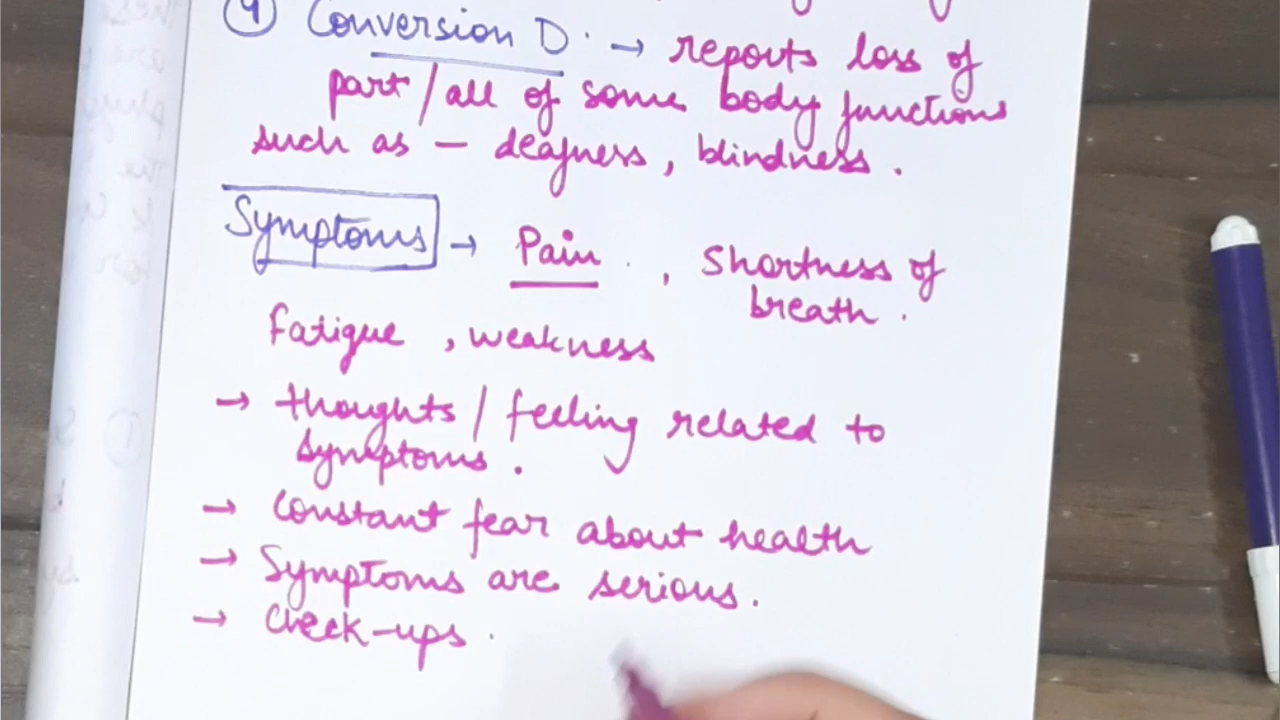 ④ Conversion D. → reports loss of
part / all of some body functions
such as – deafness, blindness.
Symptoms → Pain , shortness of
breath.
fatigue , weakness
→ thoughts / feeling related to
symptoms.
→ constant fear about health
→ Symptoms are serious.
→ Check-ups.